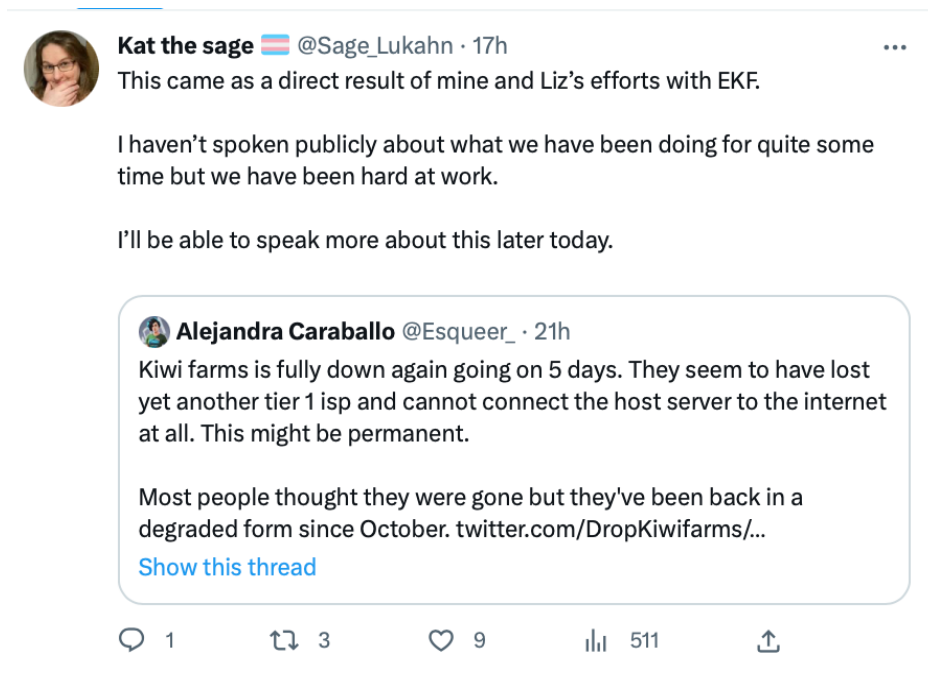 Kat the sage @Sage_Lukahn · 17h
This came as a direct result of mine and Liz’s efforts with EKF.
I haven’t spoken publicly about what we have been doing for quite some
time but we have been hard at work.
I’ll be able to speak more about this later today.
Alejandra Caraballo @Esqueer_ · 21h
Kiwi farms is fully down again going on 5 days. They seem to have lost
yet another tier 1 isp and cannot connect the host server to the internet
at all. This might be permanent.
Most people thought they were gone but they've been back in a
degraded form since October. twitter.com/DropKiwifarms/...
Show this thread
1 3 9 511